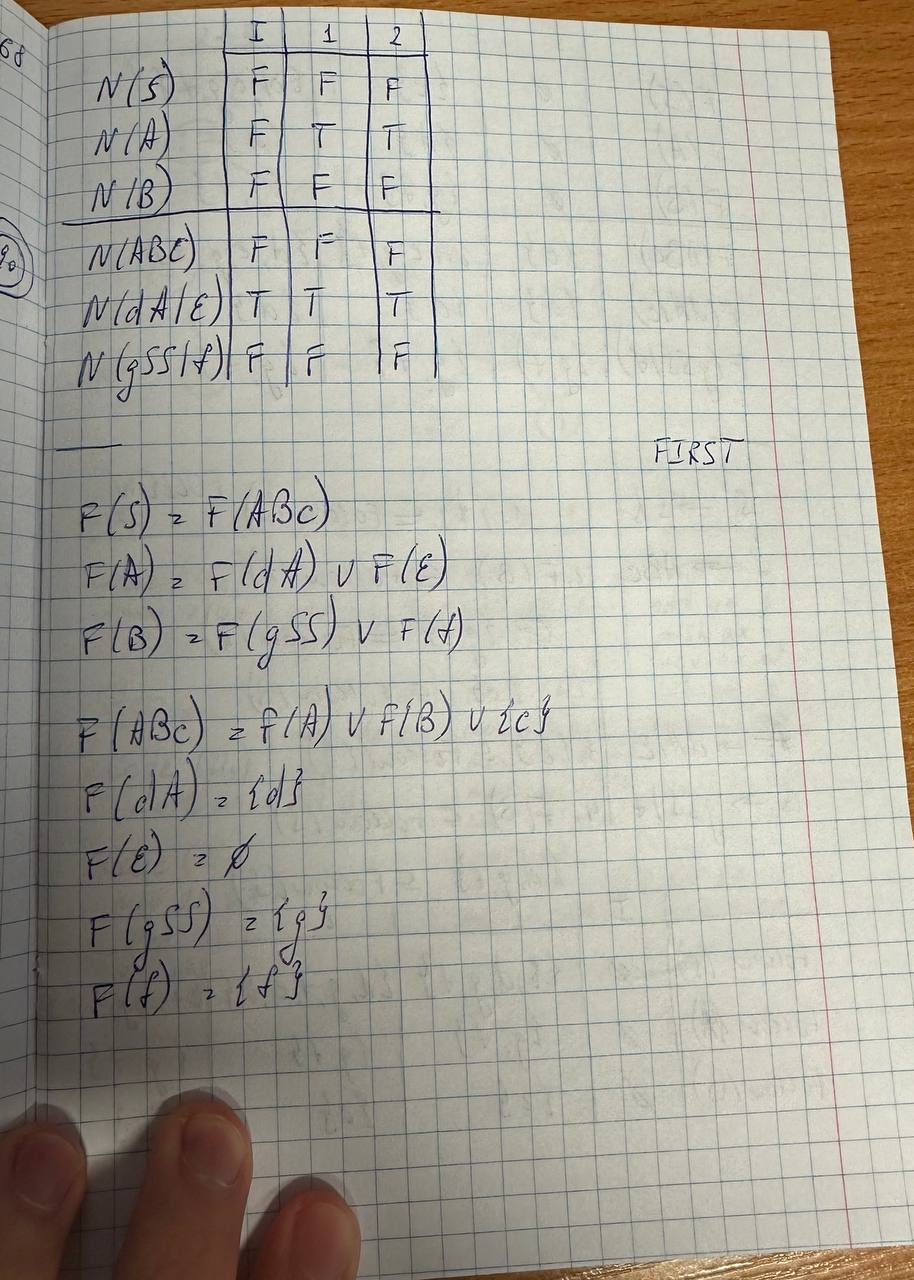 68
I 1 2
N(S) F F F
N(A) F T T
N(B) F F F
N(ABC) F F F
N(dA|ε) T T T
N(gSS|f) F F F
FIRST
F(S) = F(ABc)
F(A) = F(dA) ∪ F(ε)
F(B) = F(gSS) ∪ F(f)
F(ABc) = F(A) ∪ F(B) ∪ {c}
F(dA) = {d}
F(ε) = ∅
F(gSS) = {g}
F(f) = {f}